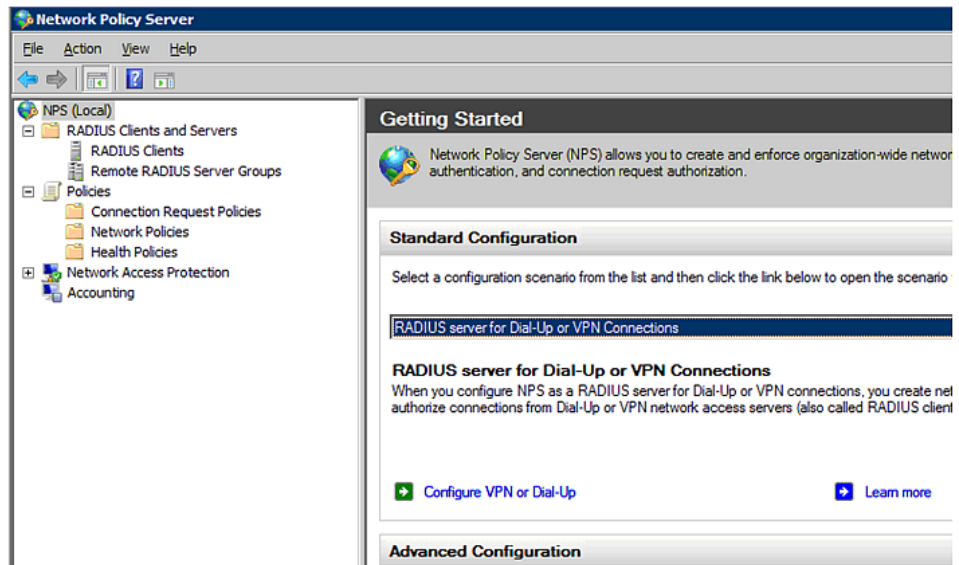 Network Policy Server
File Action View Help
NPS (Local)
RADIUS Clients and Servers
RADIUS Clients
Remote RADIUS Server Groups
Policies
Connection Request Policies
Network Policies
Health Policies
Network Access Protection
Accounting
Getting Started
Network Policy Server (NPS) allows you to create and enforce organization-wide networ
authentication, and connection request authorization.
Standard Configuration
Select a configuration scenario from the list and then click the link below to open the scenario
RADIUS server for Dial-Up or VPN Connections
RADIUS server for Dial-Up or VPN Connections
When you configure NPS as a RADIUS server for Dial-Up or VPN connections, you create net
authorize connections from Dial-Up or VPN network access servers (also called RADIUS client
Configure VPN or Dial-Up Learn more
Advanced Configuration